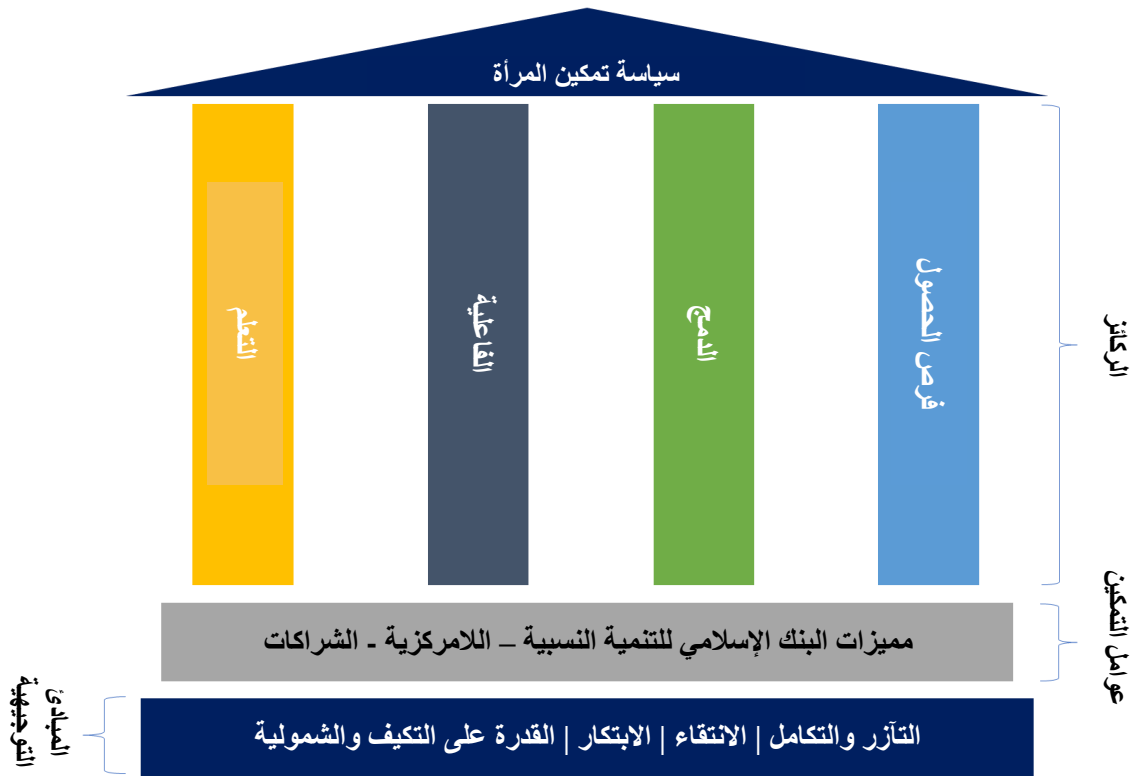 سياسة تمكين المرأة
فرص الحصول
الدمج
الفاعلية
التعلم
الركائز
مميزات البنك الإسلامي للتنمية النسبية – اللامركزية - الشراكات
عوامل التمكين
التآزر والتكامل | الانتقاء | الابتكار | القدرة على التكيف والشمولية
المبادئ
التوجيهية